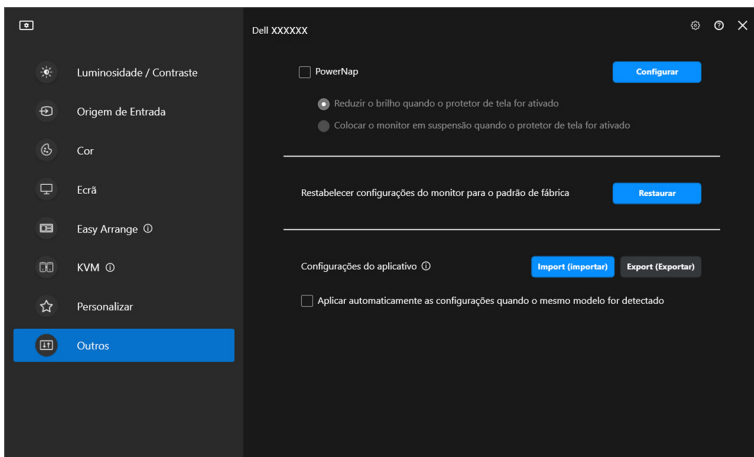 Dell XXXXXX
Luminosidade / Contraste
Origem de Entrada
Cor
Ecrã
Easy Arrange
KVM
Personalizar
Outros
PowerNap
Configurar
Reduzir o brilho quando o protetor de tela for ativado
Colocar o monitor em suspensão quando o protetor de tela for ativado
Restabelecer configurações do monitor para o padrão de fábrica
Restaurar
Configurações do aplicativo
Import (importar)
Export (Exportar)
Aplicar automaticamente as configurações quando o mesmo modelo for detectado